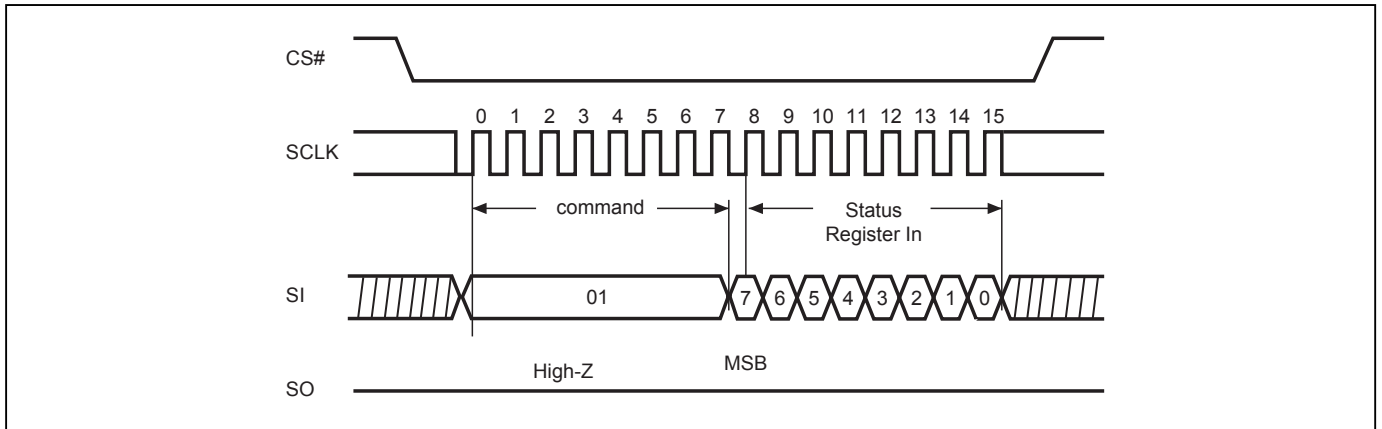 CS#
0 1 2 3 4 5 6 7 8 9 10 11 12 13 14 15
SCLK
command
Status
Register In
SI
01
7 6 5 4 3 2 1 0
MSB
High-Z
SO